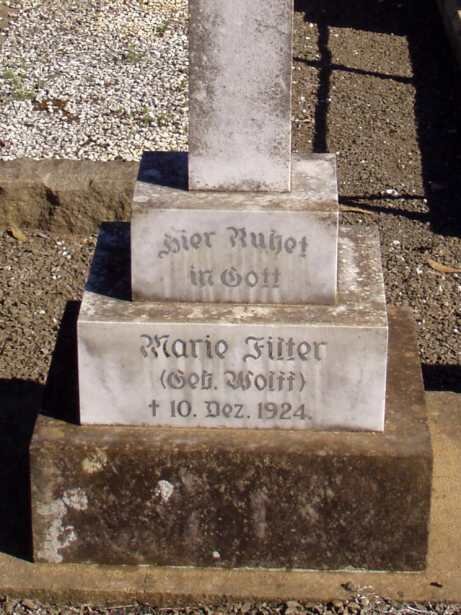 Hier Ruhet
in Gott
Marie Filter
(Geb. Wolff)
† 10. Dez. 1924.